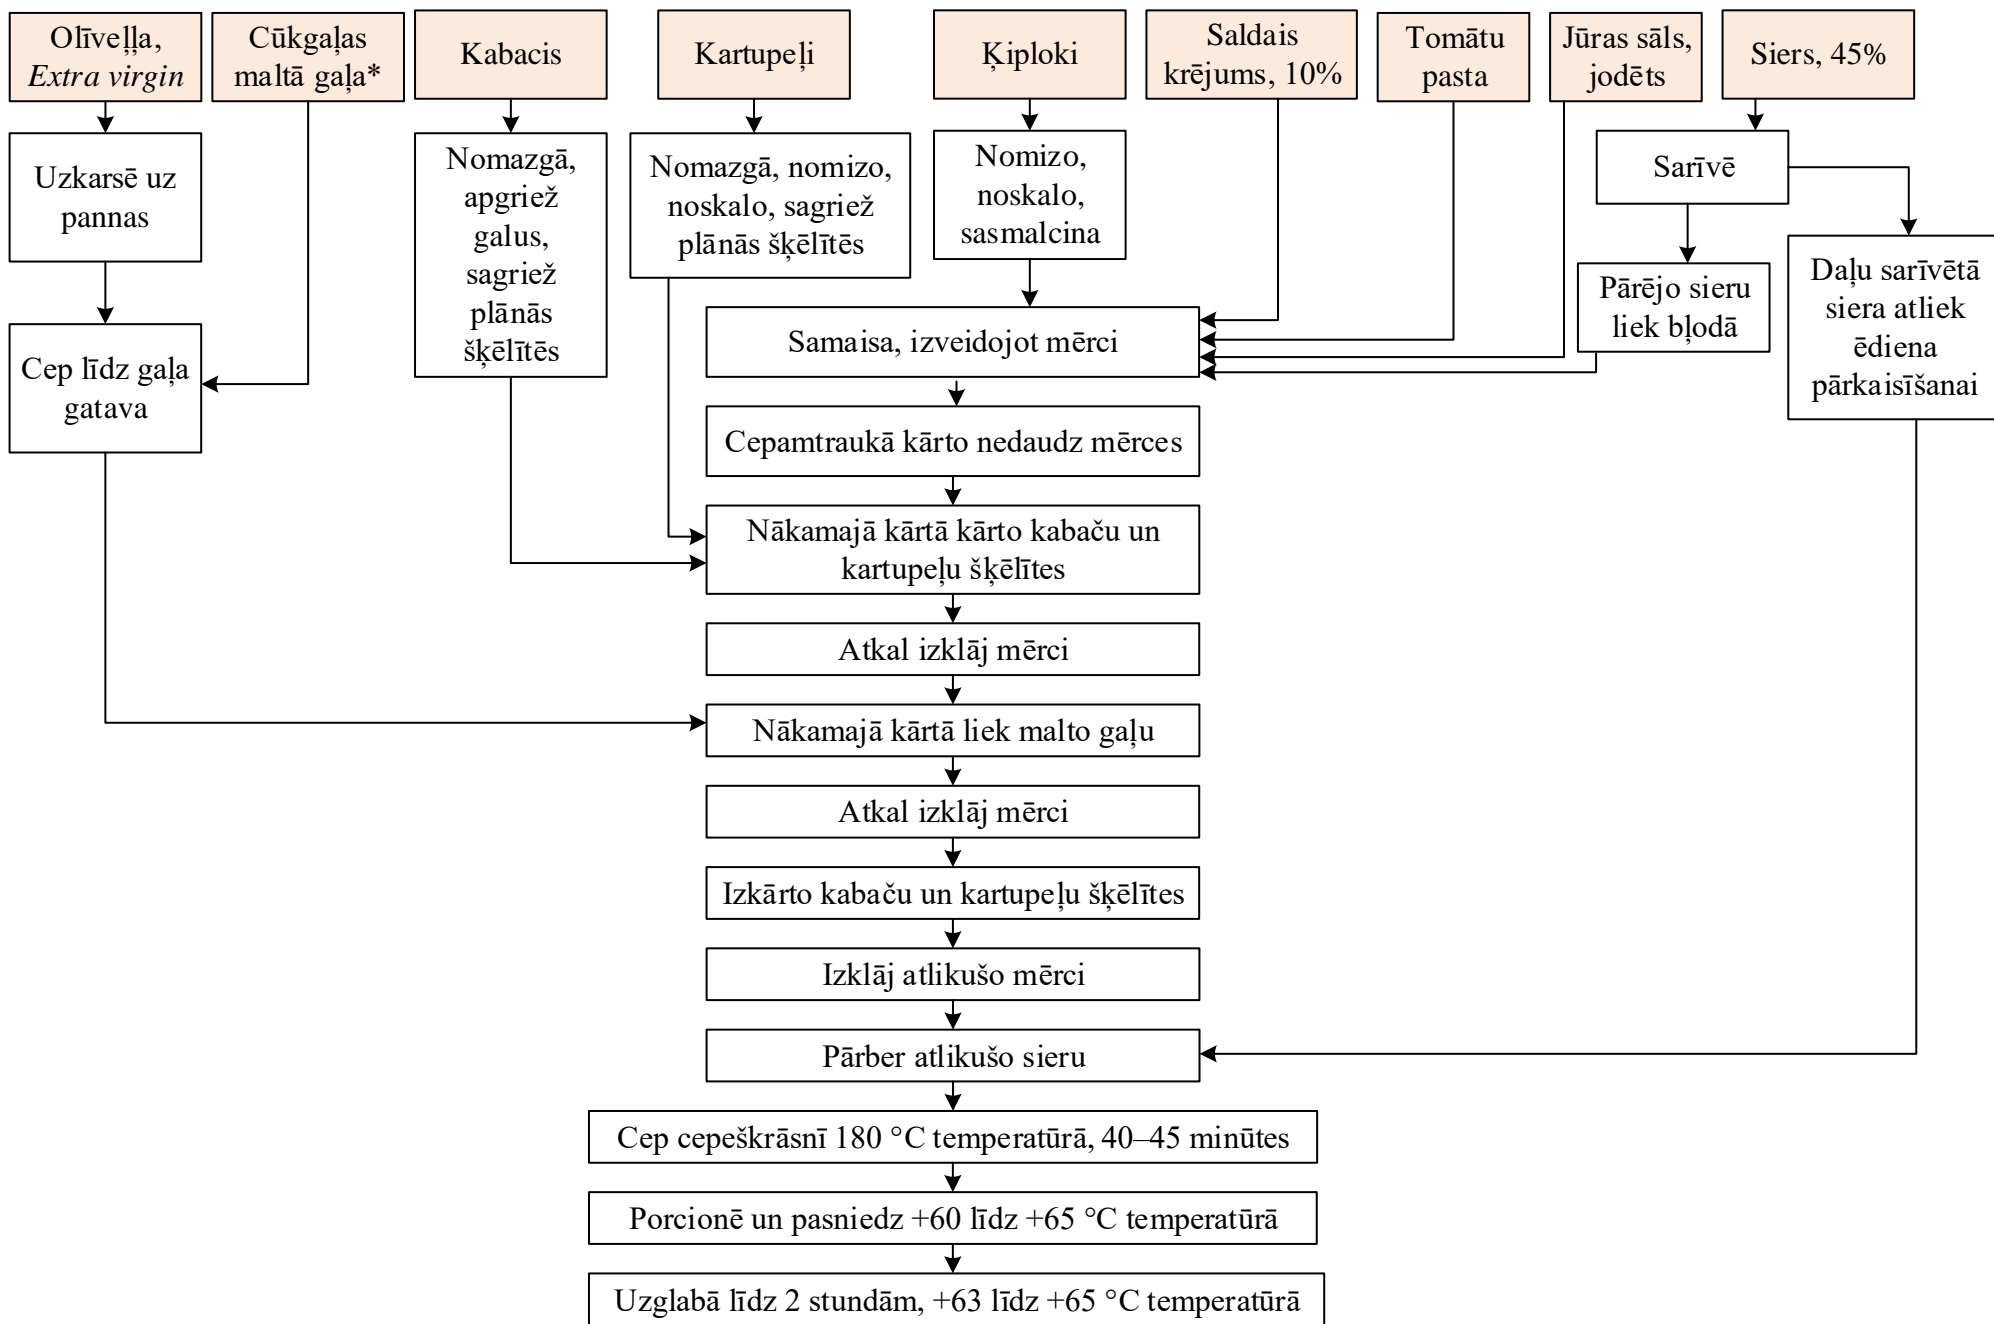 Olīveļļa,
Extra virgin
Cūkgaļas
maltā gaļa*
Kabacis
Kartupeļi
Ķiploki
Saldais
krējums, 10%
Tomātu
pasta
Jūras sāls,
jodēts
Siers, 45%
Uzkarsē uz
pannas
Nomazgā,
apgriež
galus,
sagriež
plānās
šķēlītēs
Nomazgā, nomizo,
noskalo, sagriež
plānās šķēlītēs
Nomizo,
noskalo,
sasmalcina
Sarīvē
Pārējo sieru
liek bļodā
Daļu sarīvētā
siera atliek
ēdiena
pārkaisīšanai
Cep līdz gaļa
gatava
Samaisa, izveidojot mērci
Cepamtraukā kārto nedaudz mērces
Nākamajā kārtā kārto kabaču un
kartupeļu šķēlītes
Atkal izklāj mērci
Nākamajā kārtā liek malto gaļu
Atkal izklāj mērci
Izkārto kabaču un kartupeļu šķēlītes
Izklāj atlikušo mērci
Pārber atlikušo sieru
Cep cepeškrāsnī 180 °C temperatūrā, 40–45 minūtes
Porcionē un pasniedz +60 līdz +65 °C temperatūrā
Uzglabā līdz 2 stundām, +63 līdz +65 °C temperatūrā